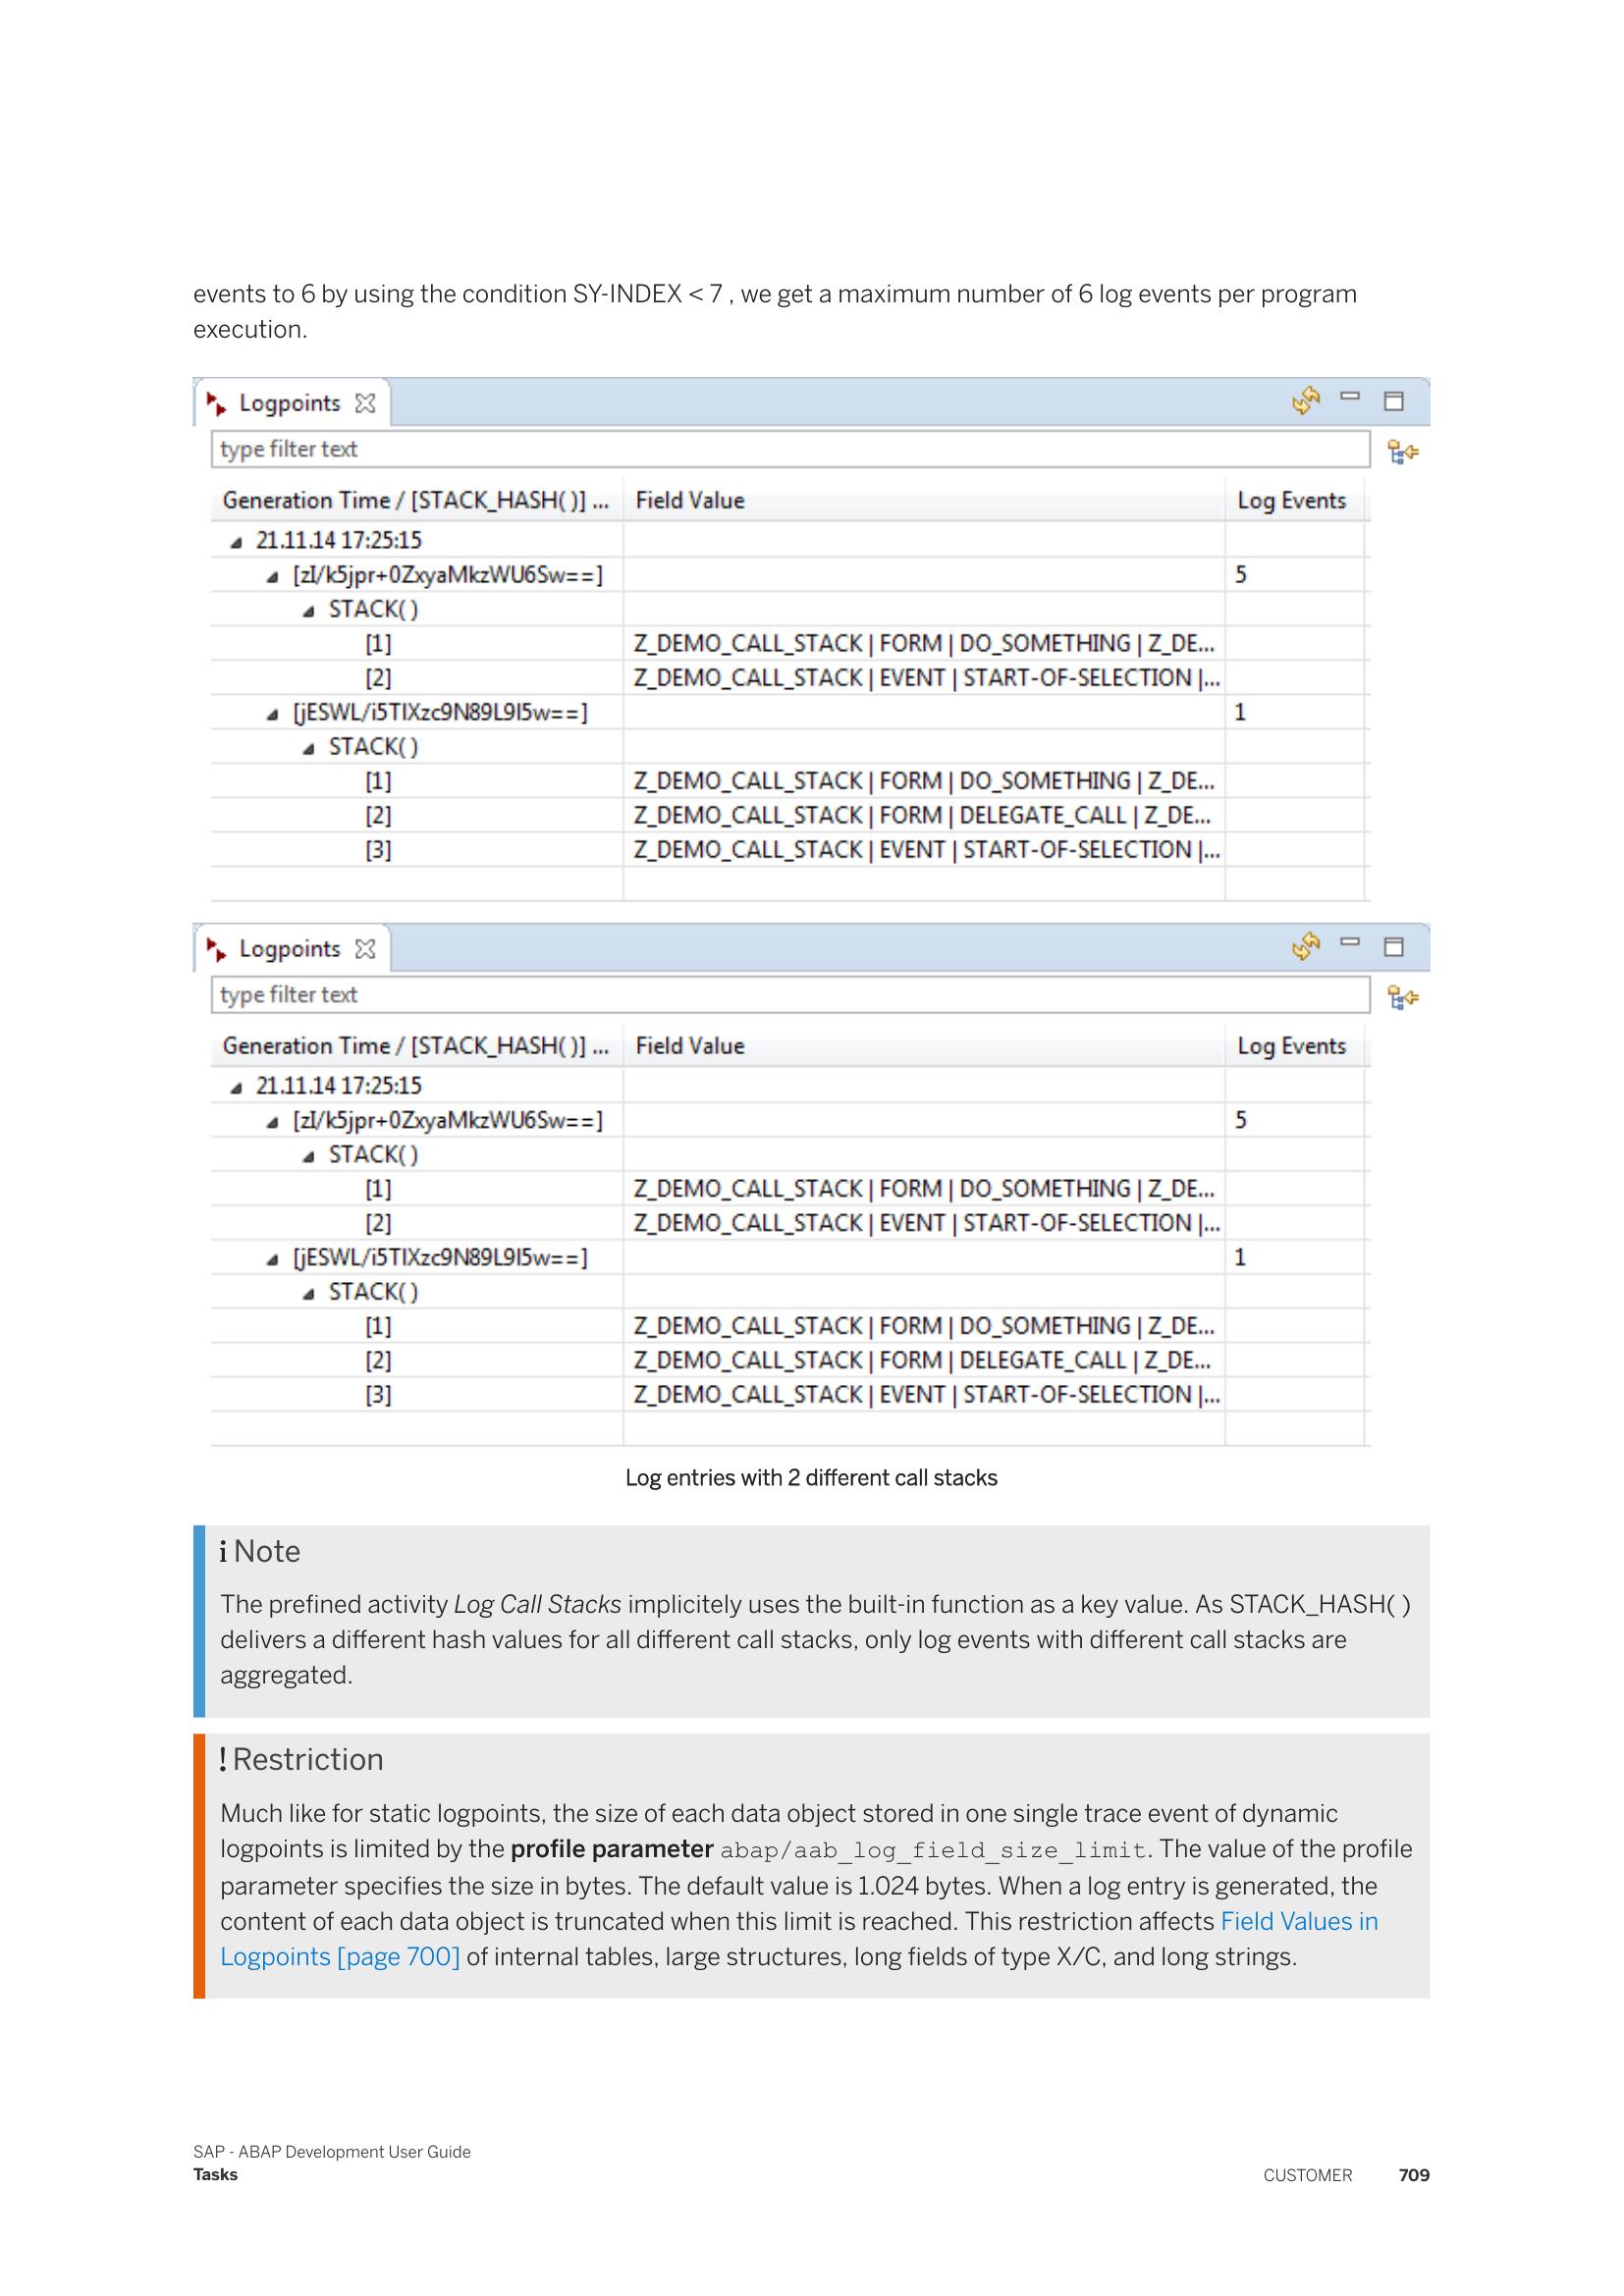 events to 6 by using the condition SY-INDEX < 7 , we get a maximum number of 6 log events per program
execution.
Logpoints
type filter text
Generation Time / [STACK_HASH( )] ... Field Value Log Events
21.11.14 17:25:15
[zI/k5jpr+0ZxyaMkzWU6Sw==] 5
STACK( )
[1] Z_DEMO_CALL_STACK | FORM | DO_SOMETHING | Z_DE...
[2] Z_DEMO_CALL_STACK | EVENT | START-OF-SELECTION |...
[jESWL/i5TIXzc9N89L9I5w==] 1
STACK( )
[1] Z_DEMO_CALL_STACK | FORM | DO_SOMETHING | Z_DE...
[2] Z_DEMO_CALL_STACK | FORM | DELEGATE_CALL | Z_DE...
[3] Z_DEMO_CALL_STACK | EVENT | START-OF-SELECTION |...
Logpoints
type filter text
Generation Time / [STACK_HASH( )] ... Field Value Log Events
21.11.14 17:25:15
[zI/k5jpr+0ZxyaMkzWU6Sw==] 5
STACK( )
[1] Z_DEMO_CALL_STACK | FORM | DO_SOMETHING | Z_DE...
[2] Z_DEMO_CALL_STACK | EVENT | START-OF-SELECTION |...
[jESWL/i5TIXzc9N89L9I5w==] 1
STACK( )
[1] Z_DEMO_CALL_STACK | FORM | DO_SOMETHING | Z_DE...
[2] Z_DEMO_CALL_STACK | FORM | DELEGATE_CALL | Z_DE...
[3] Z_DEMO_CALL_STACK | EVENT | START-OF-SELECTION |...
Log entries with 2 different call stacks
i Note
The prefined activity Log Call Stacks implicitely uses the built-in function as a key value. As STACK_HASH( )
delivers a different hash values for all different call stacks, only log events with different call stacks are
aggregated.
! Restriction
Much like for static logpoints, the size of each data object stored in one single trace event of dynamic
logpoints is limited by the profile parameter abap/aab_log_field_size_limit. The value of the profile
parameter specifies the size in bytes. The default value is 1.024 bytes. When a log entry is generated, the
content of each data object is truncated when this limit is reached. This restriction affects Field Values in
Logpoints [page 700] of internal tables, large structures, long fields of type X/C, and long strings.
SAP - ABAP Development User Guide
Tasks CUSTOMER 709